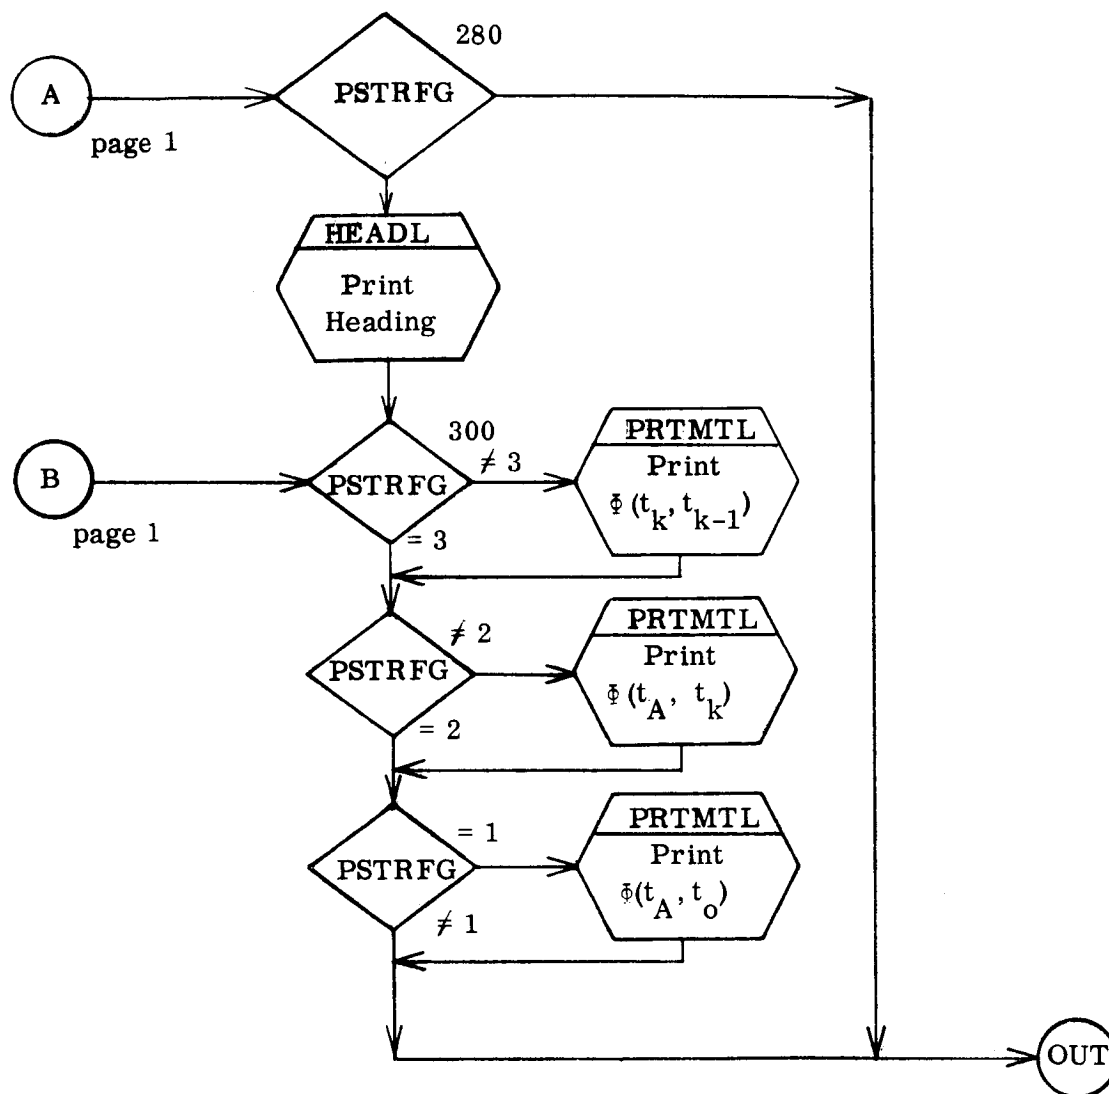 280
A
PSTRFG
page 1
HEADL
Print
Heading
300
≠ 3
B
PSTRFG
page 1
= 3
PRTMTL
Print
Φ(t_k, t_{k-1})
≠ 2
PSTRFG
= 2
PRTMTL
Print
Φ(t_A, t_k)
= 1
PSTRFG
≠ 1
PRTMTL
Print
Φ(t_A, t_o)
OUT